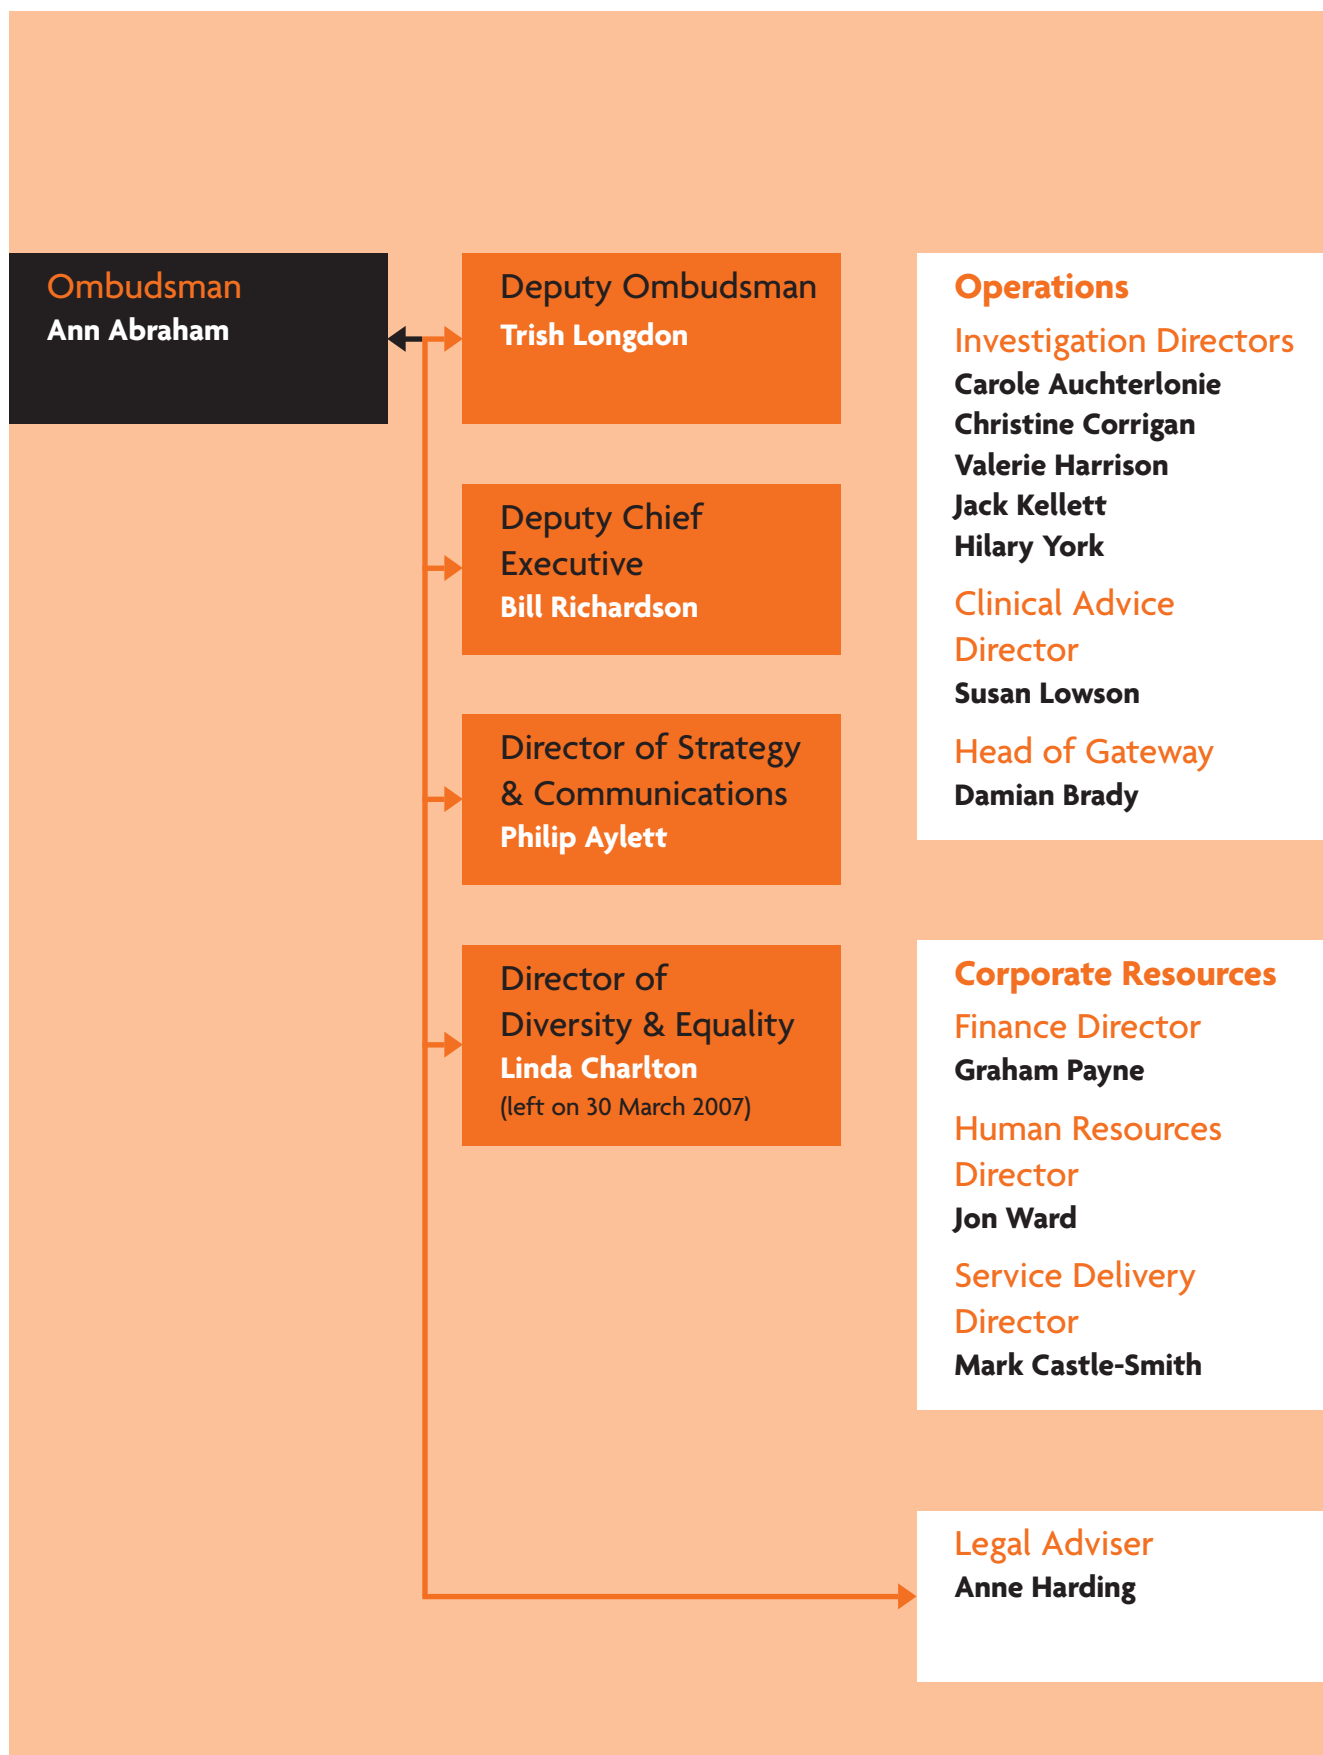 Ombudsman
Ann Abraham
Deputy Ombudsman
Trish Longdon
Deputy Chief
Executive
Bill Richardson
Director of Strategy
& Communications
Philip Aylett
Director of
Diversity & Equality
Linda Charlton
(left on 30 March 2007)
Operations
Investigation Directors
Carole Auchterlonie
Christine Corrigan
Valerie Harrison
Jack Kellett
Hilary York
Clinical Advice
Director
Susan Lowson
Head of Gateway
Damian Brady
Corporate Resources
Finance Director
Graham Payne
Human Resources
Director
Jon Ward
Service Delivery
Director
Mark Castle-Smith
Legal Adviser
Anne Harding